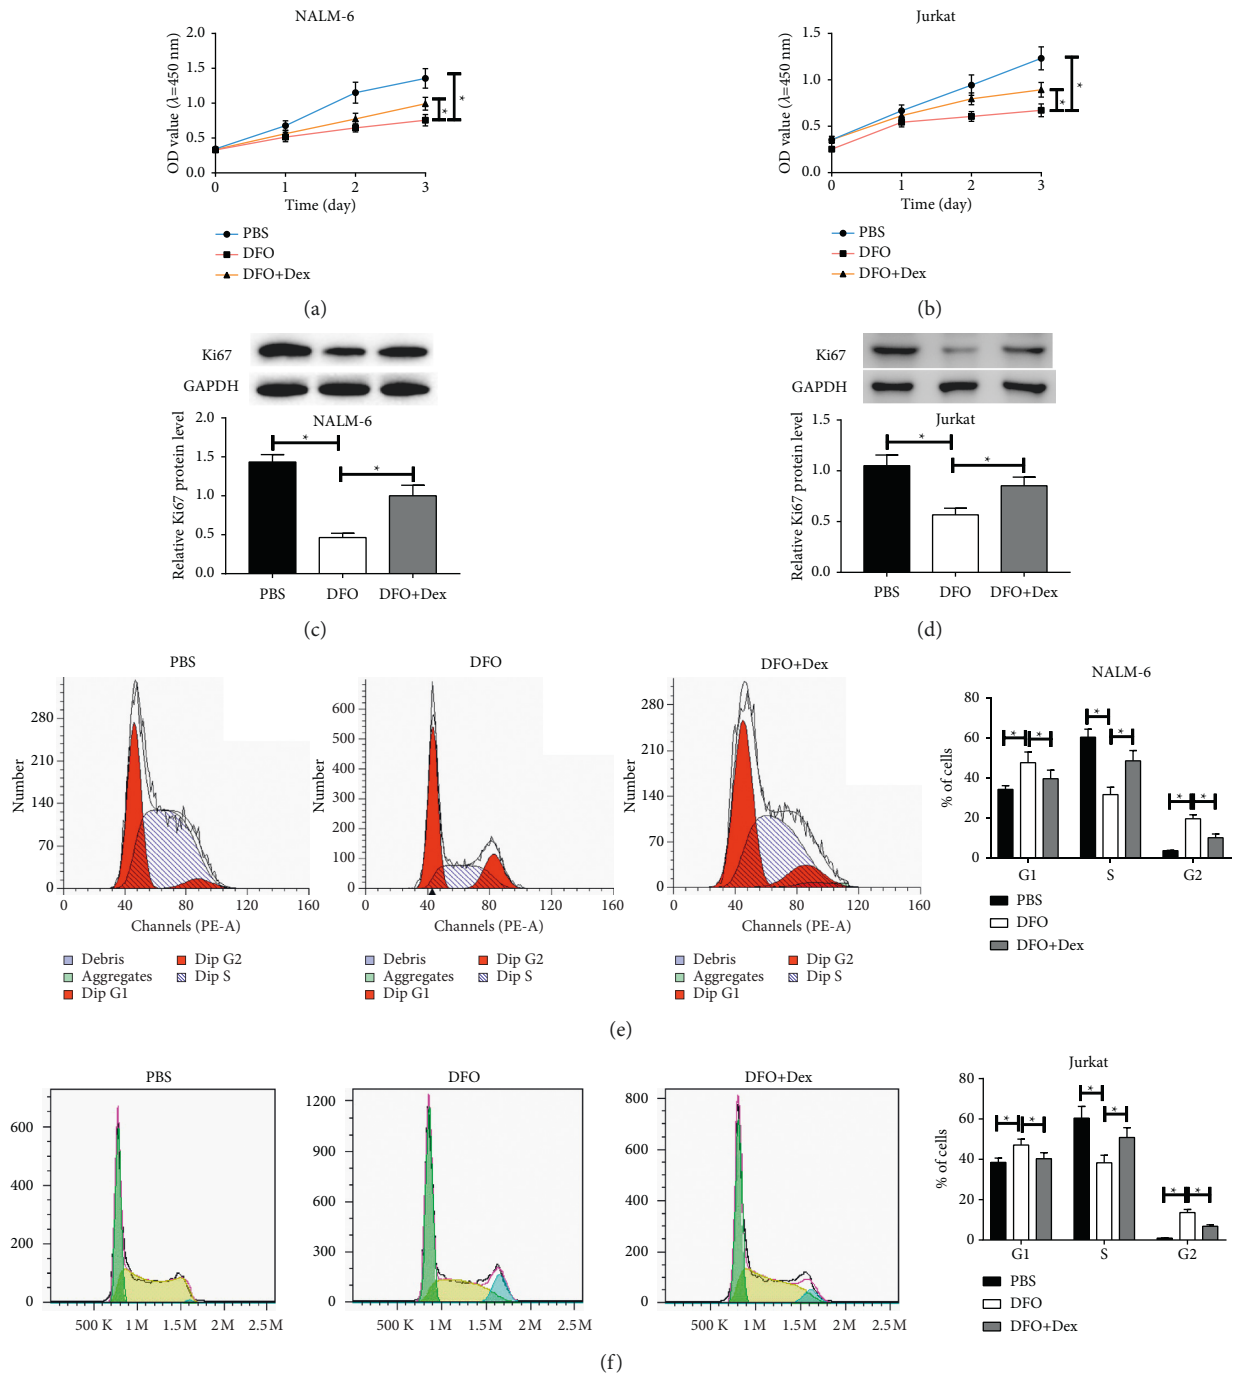 NALM-6
OD value (λ=450 nm)
2.0
1.5
1.0
0.5
0.0
0 1 2 3
Time (day)
* *
PBS
DFO
DFO+Dex
(a)
Jurkat
OD value (λ=450 nm)
1.5
1.0
0.5
0.0
0 1 2 3
Time (day)
* *
PBS
DFO
DFO+Dex
(b)
Ki67
GAPDH
NALM-6
Relative Ki67 protein level
2.0
1.5
1.0
0.5
0.0
* *
PBS DFO DFO+Dex
(c)
Ki67
GAPDH
Jurkat
Relative Ki67 protein level
1.5
1.0
0.5
0.0
* *
PBS DFO DFO+Dex
(d)
PBS
Number
280
210
140
70
0
0 40 80 120 160
Channels (PE-A)
Debris
Aggregates
Dip G1
Dip G2
Dip S
DFO
Number
600
500
400
300
200
100
0
0 40 80 120 160
Channels (PE-A)
Debris
Aggregates
Dip G1
Dip G2
Dip S
DFO+Dex
Number
280
210
140
70
0
0 40 80 120 160
Channels (PE-A)
Debris
Aggregates
Dip G1
Dip G2
Dip S
NALM-6
% of cells
80
60
40
20
0
* * * * * *
G1 S G2
PBS
DFO
DFO+Dex
(e)
PBS
600
400
200
0
500 K 1 M 1.5 M 2.5 M
DFO
1200
900
600
300
0
500 K 1 M 1.5 M 2.5 M
DFO+Dex
800
600
400
200
0
500 K 1 M 1.5 M 2.5 M
Jurkat
% of cells
80
60
40
20
0
* * * * * *
G1 S G2
PBS
DFO
DFO+Dex
(f)